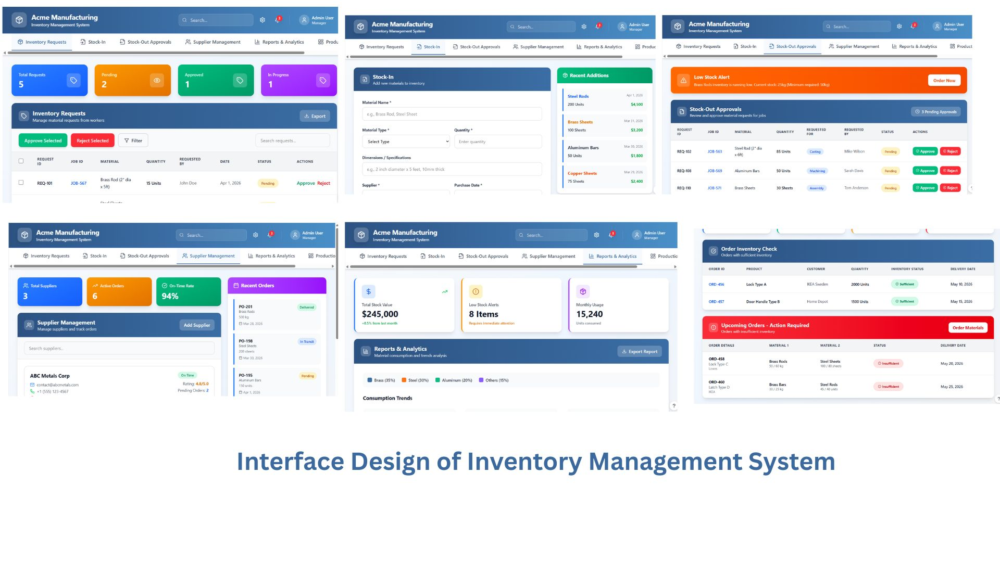 Acme Manufacturing
Inventory Management System
Search...
3
Admin User
Manager
Inventory Requests
Stock-In
Stock-Out Approvals
Supplier Management
Reports & Analytics
Produ
Total Requests
5
Pending
2
Approved
1
In Progress
1
Inventory Requests
Manage material requests from workers
Export
Approve Selected
Reject Selected
Filter
Search requests...
REQUEST ID JOB ID MATERIAL QUANTITY REQUESTED BY DATE STATUS ACTIONS
REQ-101 JOB-567 Brass Rod (2" dia x 5ft) 15 Units John Doe Apr 1, 2026 Pending Approve Reject
Acme Manufacturing
Inventory Management System
Search...
3
Admin User
Manager
Inventory Requests
Stock-In
Stock-Out Approvals
Supplier Management
Reports & Analytics
Produc
Stock-In
Add new materials to inventory
Material Name *
e.g., Brass Rod, Steel Sheet
Material Type * Quantity *
Select Type Enter quantity
Dimensions / Specifications
e.g., 2 inch diameter x 5 feet, 10mm thick
Supplier * Purchase Date *
Recent Additions
Steel Rods Apr 1, 2026
200 Units $4,500
Brass Sheets Mar 31, 2026
100 Sheets $3,200
Aluminum Bars Mar 30, 2026
50 Units $1,800
Copper Sheets Mar 29, 2026
75 Sheets $2,400
Acme Manufacturing
Inventory Management System
Search...
3
Admin User
Manager
Inventory Requests
Stock-In
Stock-Out Approvals
Supplier Management
Reports & Analytics
Product
Low Stock Alert
Brass Rods inventory is running low. Current stock: 25kg (Minimum required: 50kg)
Order Now
Stock-Out Approvals
Review and approve material requests for jobs
3 Pending Approvals
REQUEST ID JOB ID MATERIAL QUANTITY REQUESTED FOR REQUESTED BY STATUS ACTIONS
REQ-102 JOB-563 Steel Rod (2" dia x 6ft) 85 Units Casting Mike Wilson Pending Approve Reject
REQ-108 JOB-569 Aluminum Bars 50 Units Machining Sarah Davis Pending Approve Reject
REQ-110 JOB-571 Brass Sheets 30 Sheets Assembly Tom Anderson Pending Approve Reject
Acme Manufacturing
Inventory Management System
Search...
3
Admin User
Manager
Inventory Requests
Stock-In
Stock-Out Approvals
Supplier Management
Reports & Analytics
Productio
Total Suppliers
3
Active Orders
6
On-Time Rate
94%
Supplier Management
Manage suppliers and track orders
Add Supplier
Search suppliers...
ABC Metals Corp
On Time
contact@abcmetals.com
Rating: 4.8/5.0
+1 (555) 123-4567
Pending Orders: 2
Recent Orders
PO-201 Delivered
Brass Rods
500 kg
Mar 28, 2026
PO-198 In Transit
Steel Sheets
200 sheets
Mar 30, 2026
PO-195 Pending
Aluminum Bars
150 units
Apr 1, 2026
Acme Manufacturing
Inventory Management System
Search...
3
Admin User
Manager
Inventory Requests
Stock-In
Stock-Out Approvals
Supplier Management
Reports & Analytics
Productio
Total Stock Value
$245,000
+8.5% from last month
Low Stock Alerts
8 Items
Requires immediate attention
Monthly Usage
15,240
Units consumed
Reports & Analytics
Material consumption and trends analysis
Export Report
Brass (35%) Steel (30%) Aluminum (20%) Others (15%)
Consumption Trends
?
Order Inventory Check
Orders with sufficient inventory
ORDER ID PRODUCT CUSTOMER QUANTITY INVENTORY STATUS DELIVERY DATE
ORD-456 Lock Type A IKEA Sweden 2000 Units Sufficient May 10, 2026
ORD-457 Door Handle Type B Home Depot 1500 Units Sufficient May 15, 2026
Upcoming Orders - Action Required
Orders with insufficient inventory
Order Materials
ORDER DETAILS MATERIAL 1 MATERIAL 2 STATUS DELIVERY DATE
ORD-458
Lock Type C
Lowes
Brass Rods
50 / 60 kg
Steel Sheets
100 / 80 sheets
Insufficient
May 20, 2026
ORD-460
Latch Type D
IKEA
Brass Bars
30 / 25 kg
Steel Rods
45 / 40 units
Insufficient
May 25, 2026
?
Interface Design of Inventory Management System